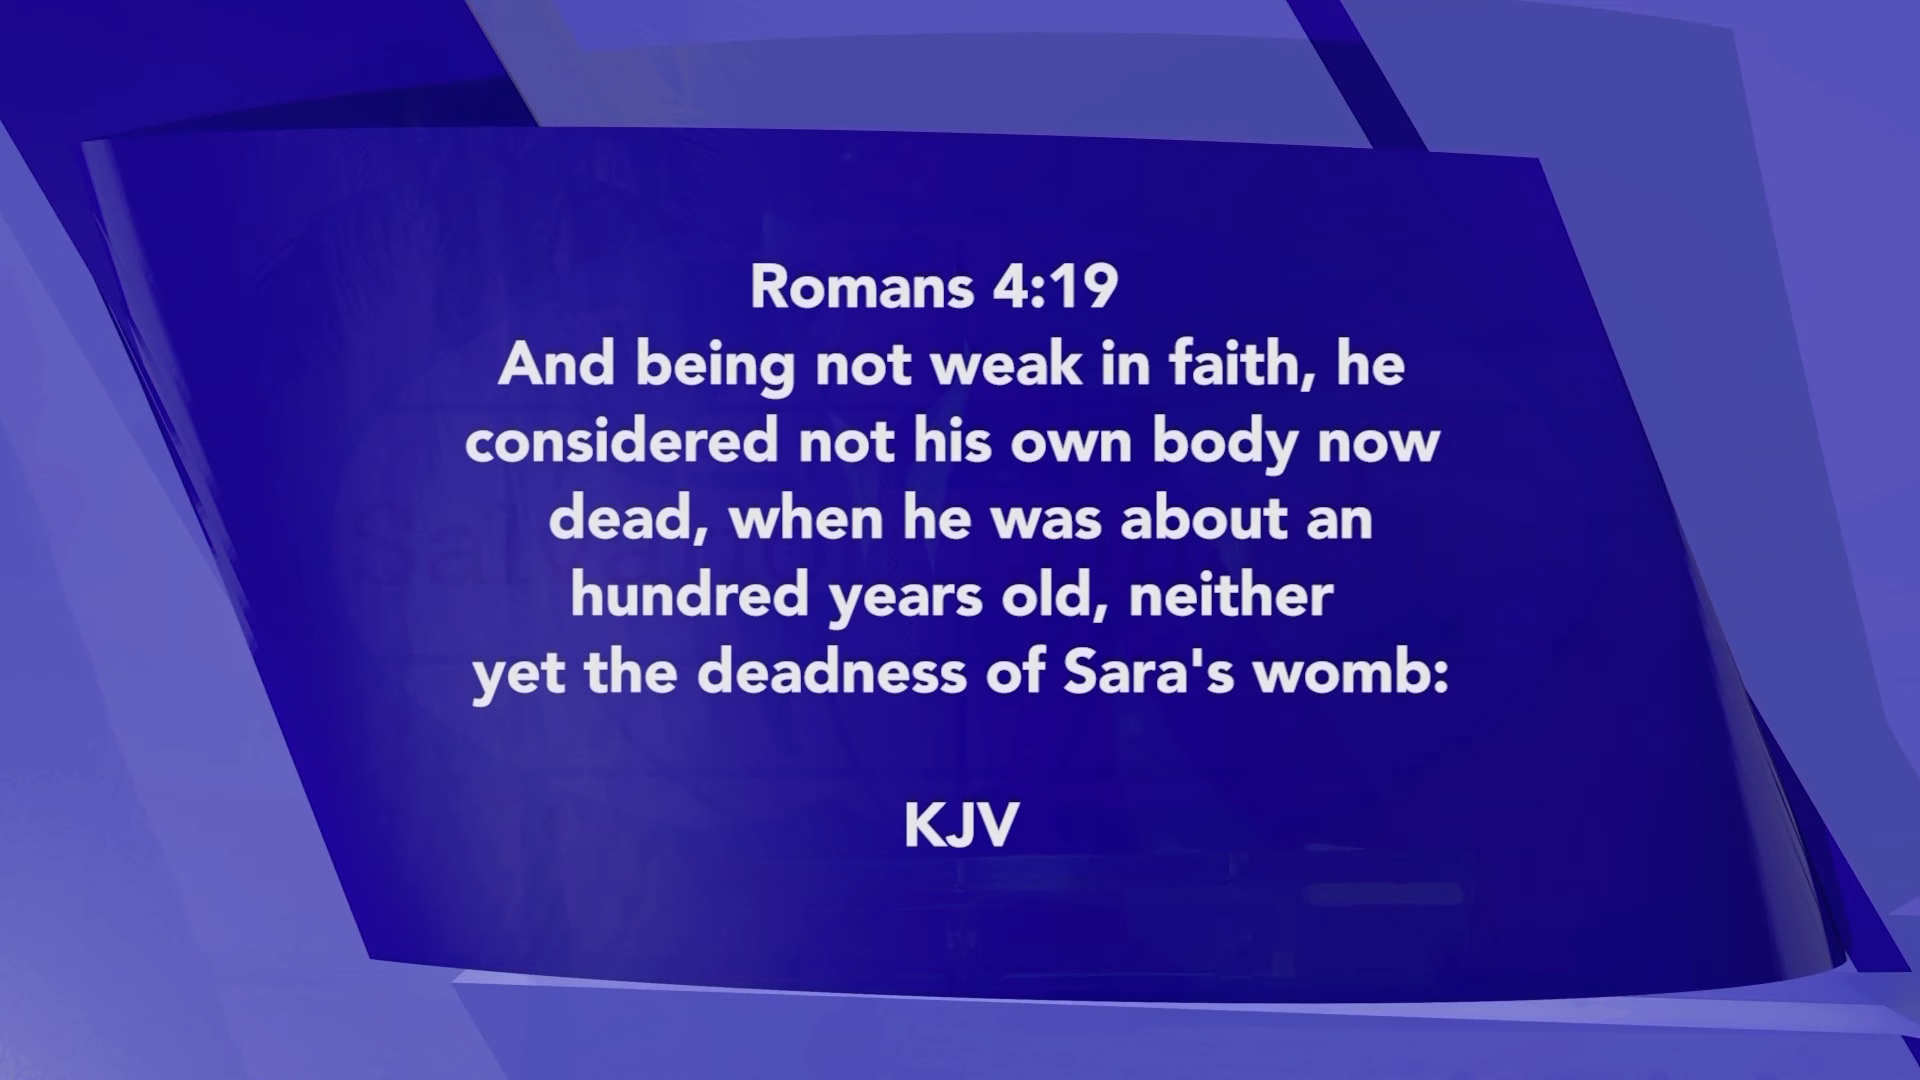 Romans 4:19
And being not weak in faith, he
considered not his own body now
dead, when he was about an
hundred years old, neither
yet the deadness of Sara's womb:
KJV